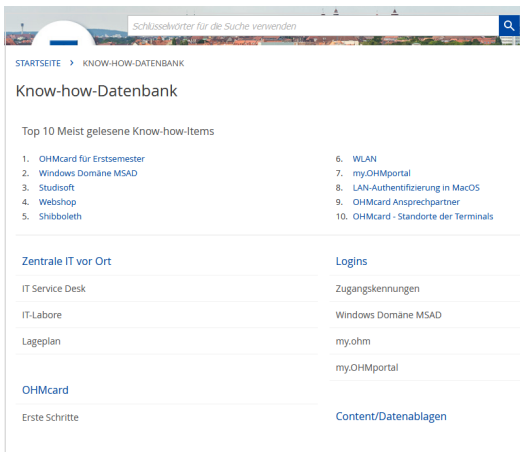 Schlüsselwörter für die Suche verwenden
STARTSEITE > KNOW-HOW-DATENBANK
Know-how-Datenbank
Top 10 Meist gelesene Know-how-Items
1. OHMcard für Erstsemester
2. Windows Domäne MSAD
3. Studisoft
4. Webshop
5. Shibboleth
6. WLAN
7. my.OHMportal
8. LAN-Authentifizierung in MacOS
9. OHMcard Ansprechpartner
10. OHMcard - Standorte der Terminals
Zentrale IT vor Ort
IT Service Desk
IT-Labore
Lageplan
OHMcard
Erste Schritte
Logins
Zugangskennungen
Windows Domäne MSAD
my.ohm
my.OHMportal
Content/Datenablagen